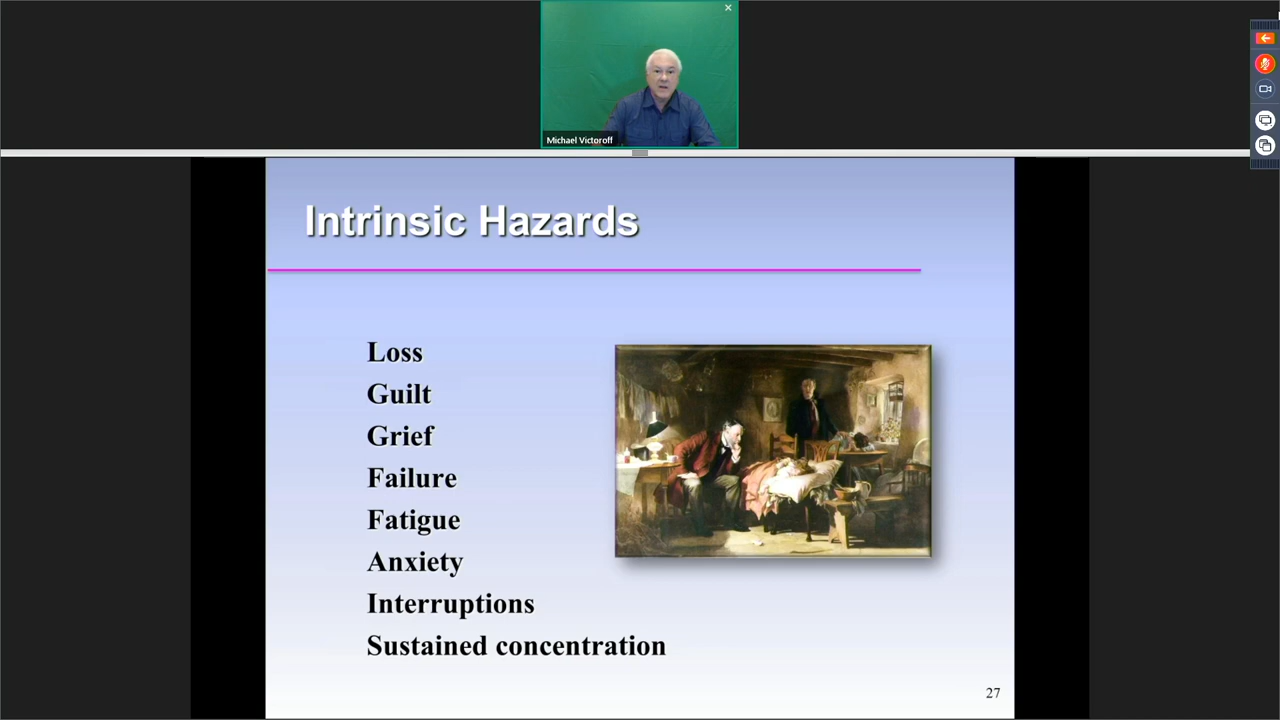 Michael Victoroff
Intrinsic Hazards
Loss
Guilt
Grief
Failure
Fatigue
Anxiety
Interruptions
Sustained concentration
27